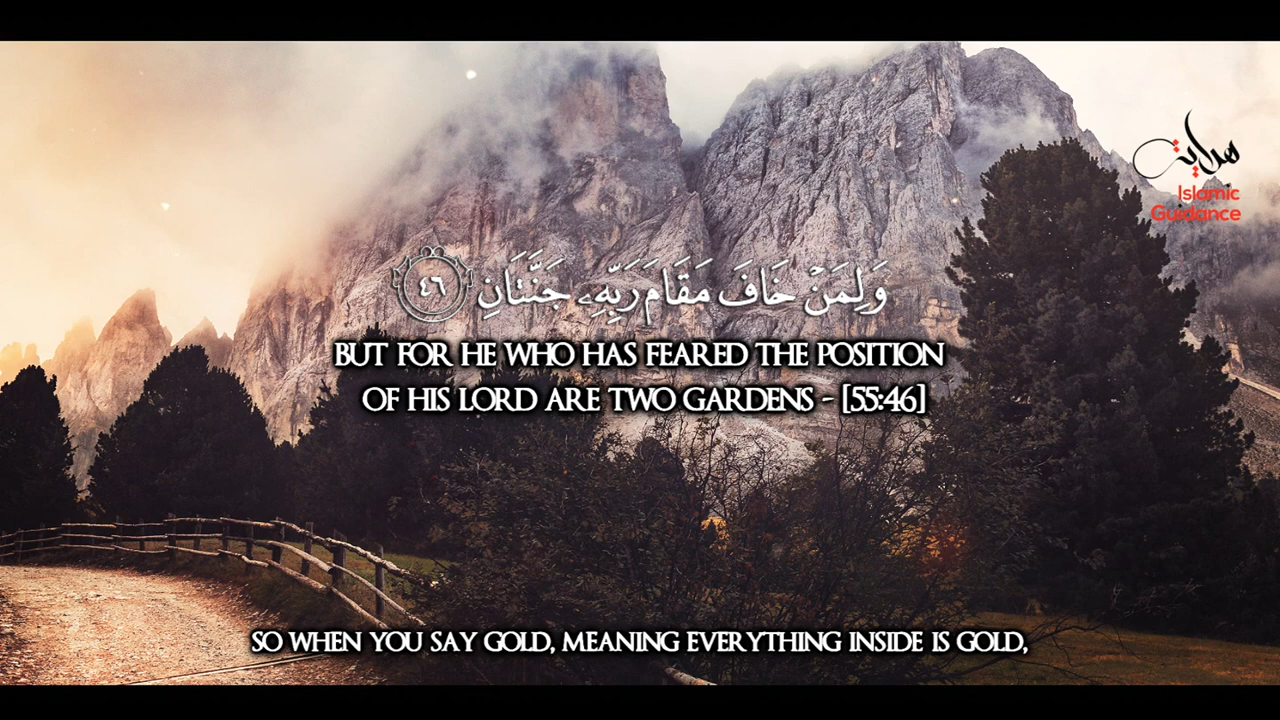 هداية
Islamic
Guidance
وَلِمَنْ خَافَ مَقَامَ رَبِّهِۦ جَنَّتَانِ ٤٦
BUT FOR HE WHO HAS FEARED THE POSITION
OF HIS LORD ARE TWO GARDENS - [55:46]
SO WHEN YOU SAY GOLD, MEANING EVERYTHING INSIDE IS GOLD,